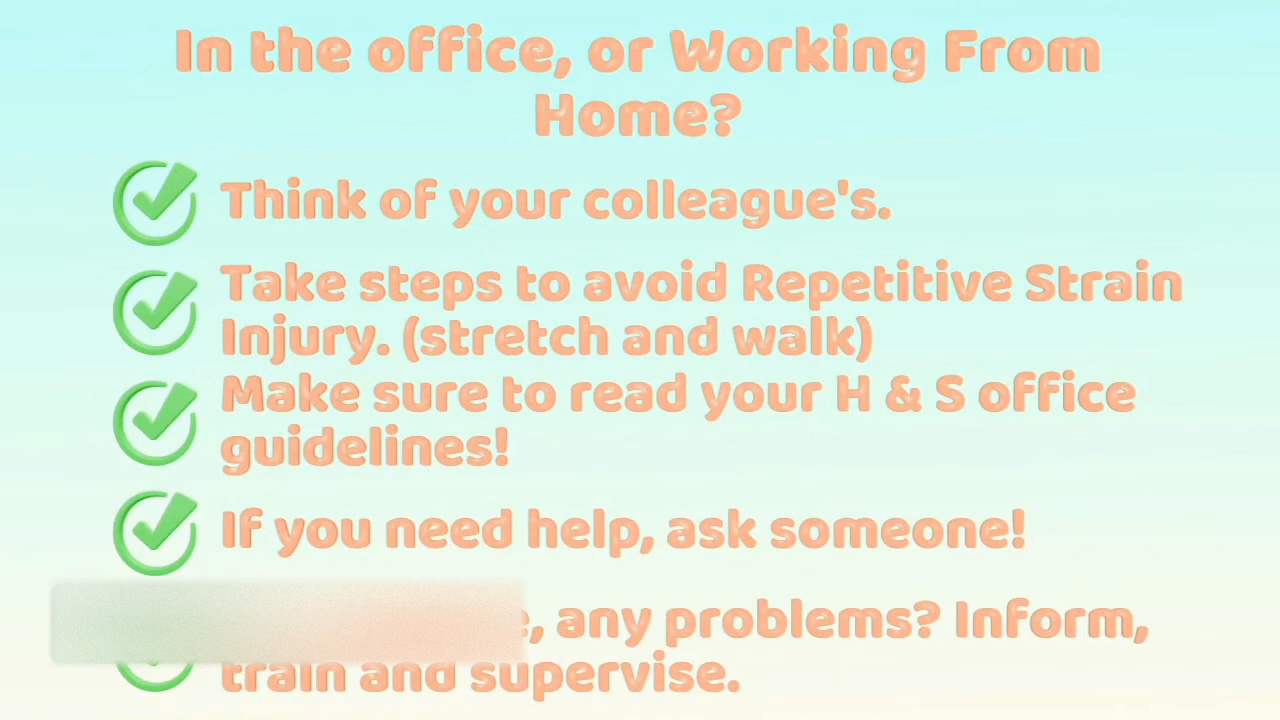 In the office, or Working From
Home?
Think of your colleague's.
Take steps to avoid Repetitive Strain
Injury. (stretch and walk)
Make sure to read your H & S office
guidelines!
If you need help, ask someone!
any problems? Inform,
train and supervise.